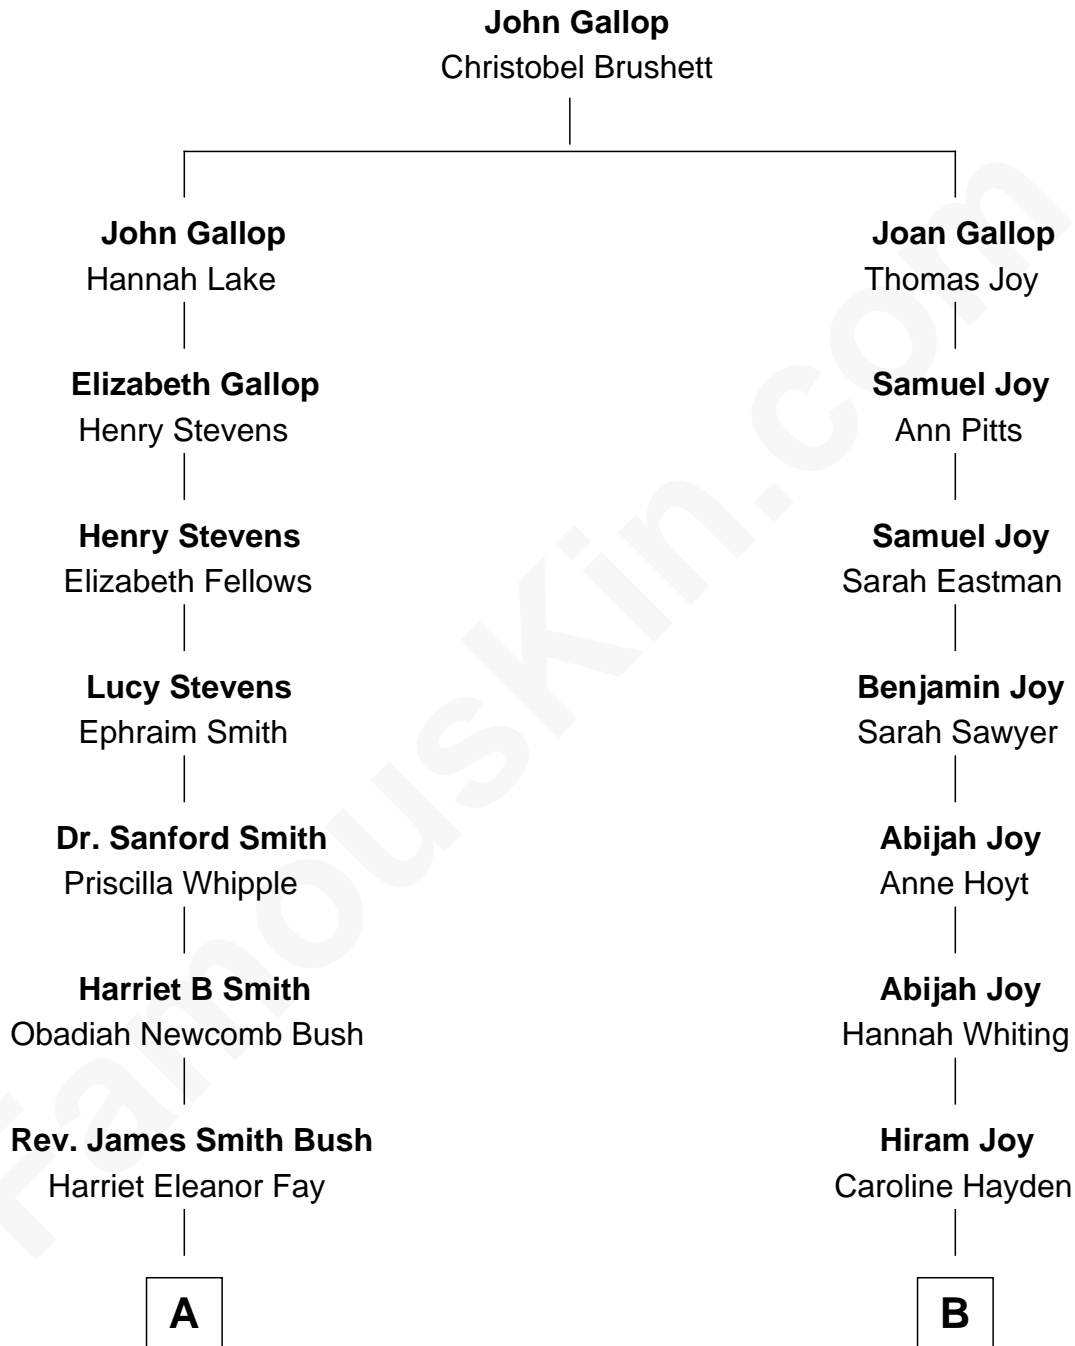 John Gallop
Christobel Brushett
John Gallop
Hannah Lake
Joan Gallop
Thomas Joy
Elizabeth Gallop
Henry Stevens
Samuel Joy
Ann Pitts
Henry Stevens
Elizabeth Fellows
Samuel Joy
Sarah Eastman
Lucy Stevens
Ephraim Smith
Benjamin Joy
Sarah Sawyer
Dr. Sanford Smith
Priscilla Whipple
Abijah Joy
Anne Hoyt
Harriet B Smith
Obadiah Newcomb Bush
Abijah Joy
Hannah Whiting
Rev. James Smith Bush
Harriet Eleanor Fay
Hiram Joy
Caroline Hayden
A
B
FamousKin.com